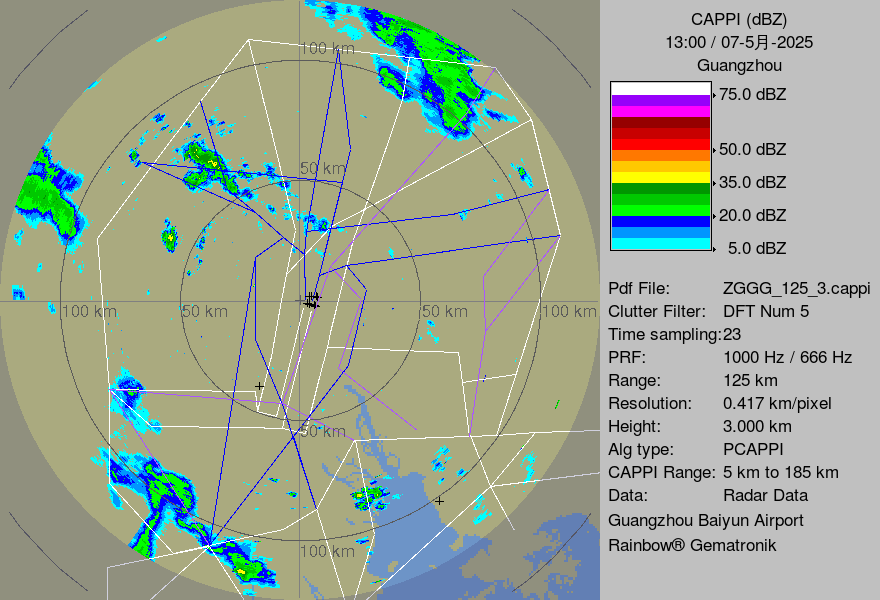 CAPPI (dBZ)
13:00 / 07-5月-2025
Guangzhou
75.0 dBZ
50.0 dBZ
35.0 dBZ
20.0 dBZ
5.0 dBZ
Pdf File: ZGGG_125_3.cappi
Clutter Filter: DFT Num 5
Time sampling:23
PRF: 1000 Hz / 666 Hz
Range: 125 km
Resolution: 0.417 km/pixel
Height: 3.000 km
Alg type: PCAPPI
CAPPI Range: 5 km to 185 km
Data: Radar Data
Guangzhou Baiyun Airport
Rainbow® Gematronik
100 km
50 km
100 km
50 km
50 km
100 km
50 km
100 km